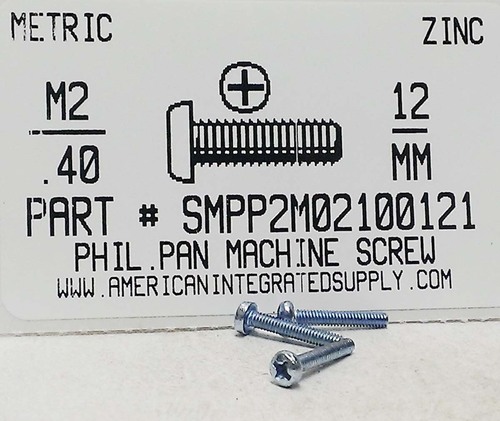 METRIC ZINC
M2 12
.40 MM
PART # SMPP2M02100121
PHIL.PAN MACHINE SCREW
WWW.AMERICANINTEGRATEDSUPPLY.COM